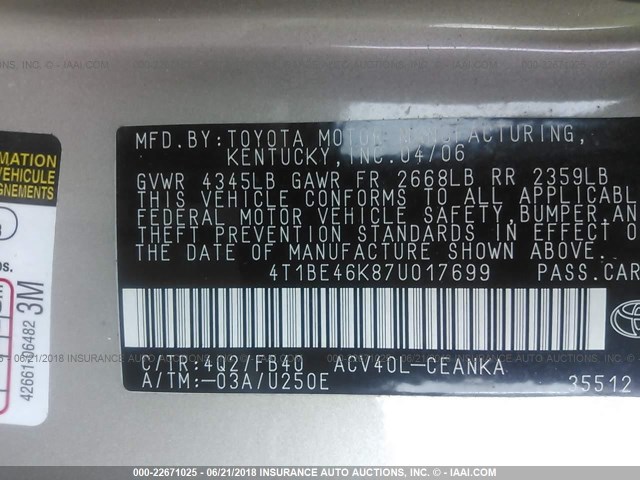 MFD.BY:TOYOTA MOTOR MANUFACTURING,
KENTUCKY,INC.04/06
GVWR 4345LB GAWR FR 2668LB RR 2359LB
THIS VEHICLE CONFORMS TO ALL APPLICABL
FEDERAL MOTOR VEHICLE SAFETY,BUMPER,AN
THEFT PREVENTION STANDARDS IN EFFECT O
THE DATE OF MANUFACTURE SHOWN ABOVE.
4T1BE46K87U017699 PASS.CAR
C/TR:4Q2/FB40 ACV40L-CEANKA
A/TM:-03A/U250E 35512
TOYOTA
MATION
VEHICULE
GNEMENTS
os.
3M
000-22671025 - 06/21/2018 INSURANCE AUTO AUCTIONS, INC. - IAAI.COM